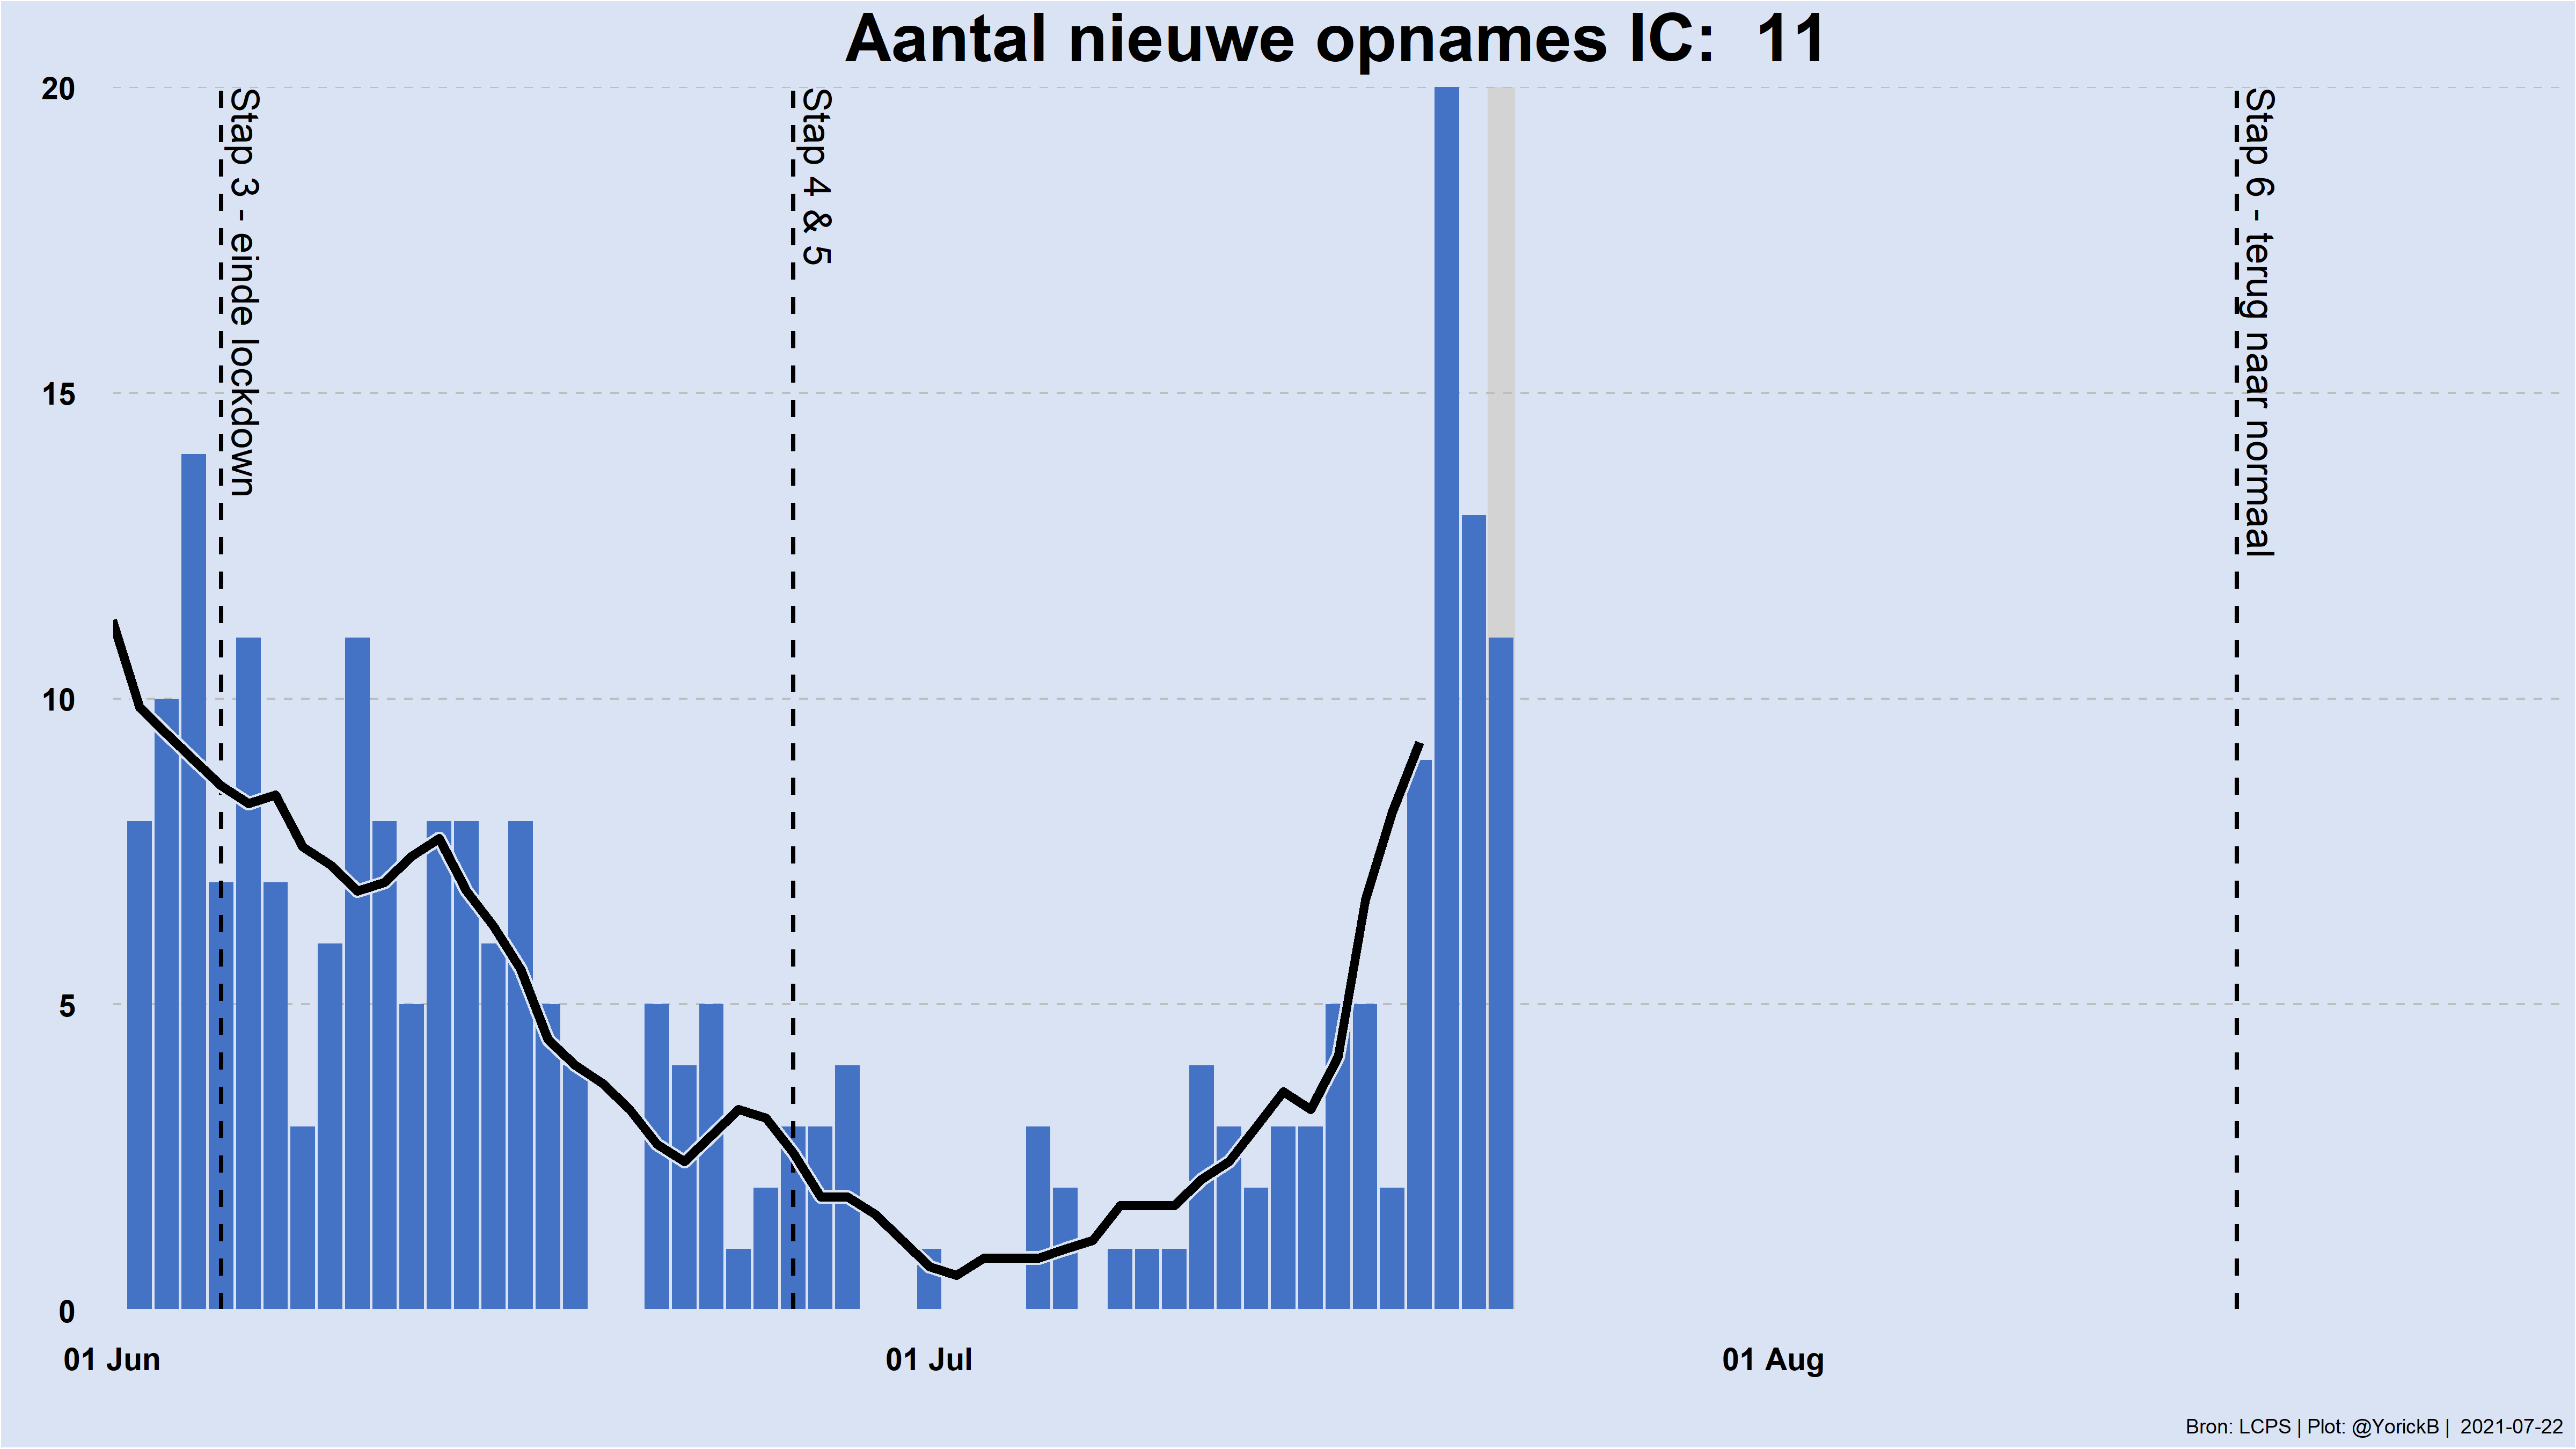 Aantal nieuwe opnames IC:  11
20
15
10
5
0
Stap 3 - einde lockdown
Stap 4 & 5
Stap 6 - terug naar normaal
01 Jun
01 Jul
01 Aug
Bron: LCPS | Plot: @YorickB |  2021-07-22